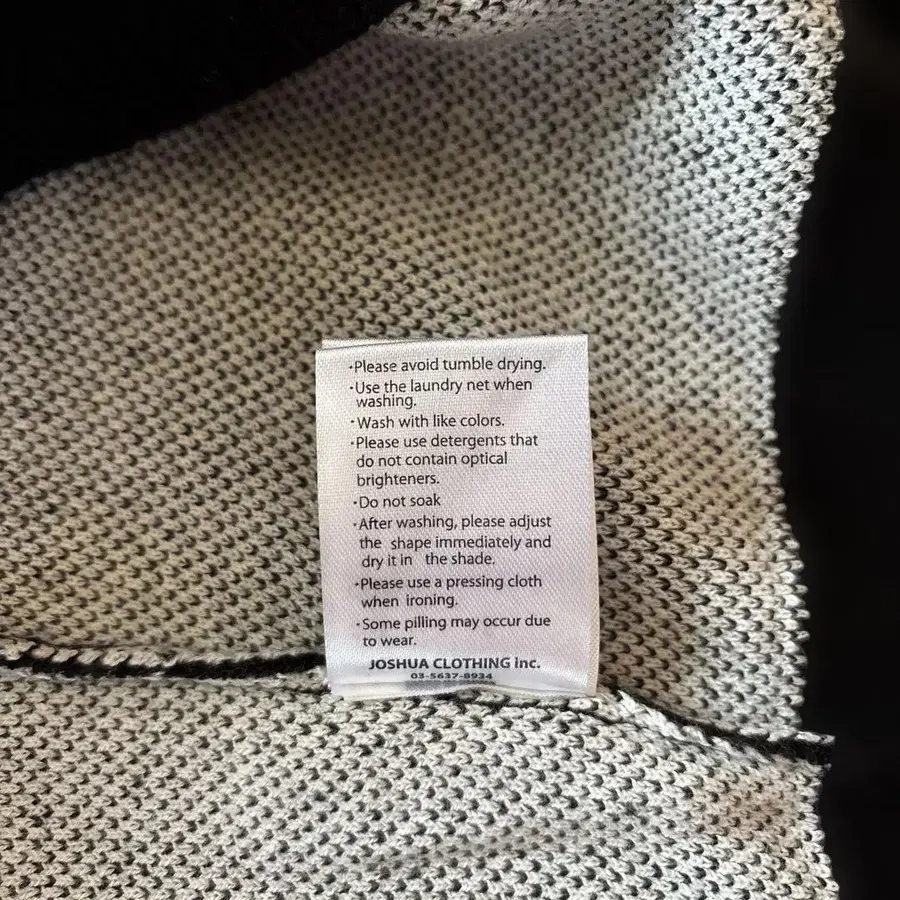 ·Please avoid tumble drying.
·Use the laundry net when
washing.
·Wash with like colors.
·Please use detergents that
do not contain optical
brighteners.
·Do not soak
·After washing, please adjust
the shape immediately and
dry it in the shade.
·Please use a pressing cloth
when ironing.
·Some pilling may occur due
to wear.
JOSHUA CLOTHING Inc.
03-5637-8934